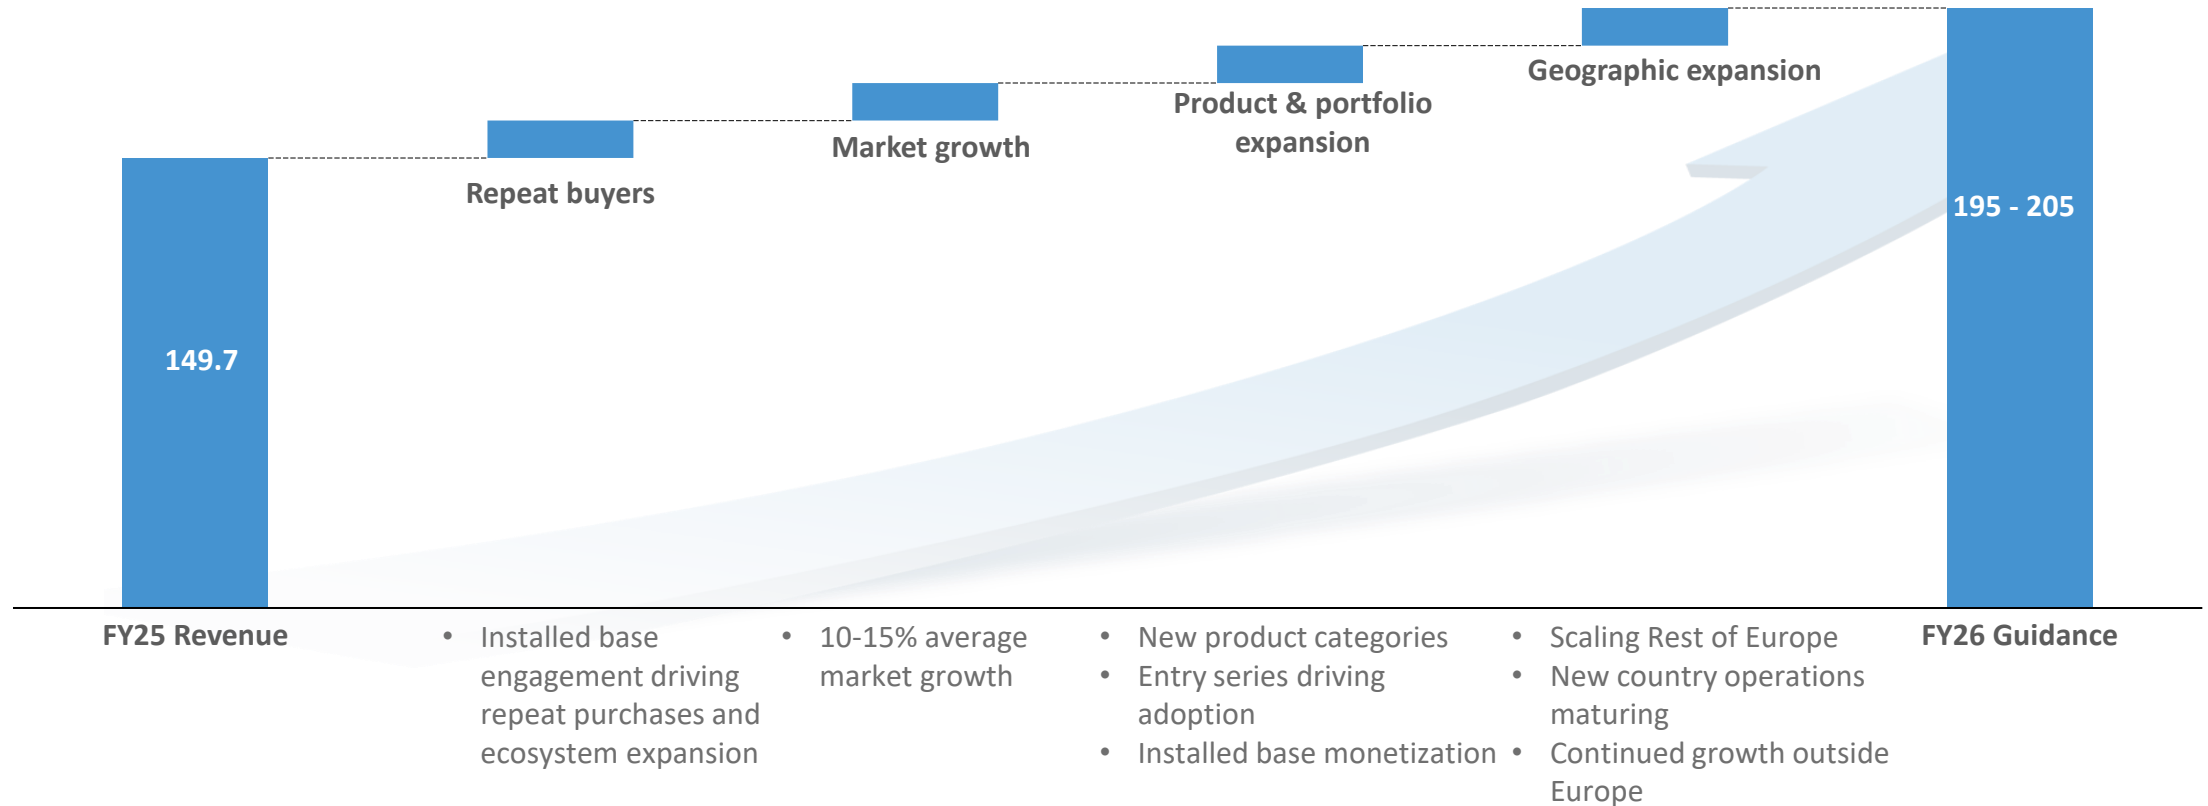 Geographic expansion
Product & portfolio
expansion
Market growth
Repeat buyers
195 - 205
149.7
FY25 Revenue
• Installed base
engagement driving
repeat purchases and
ecosystem expansion
• 10-15% average
market growth
• New product categories
• Entry series driving
adoption
• Installed base monetization
• Scaling Rest of Europe
• New country operations
maturing
• Continued growth outside
Europe
FY26 Guidance